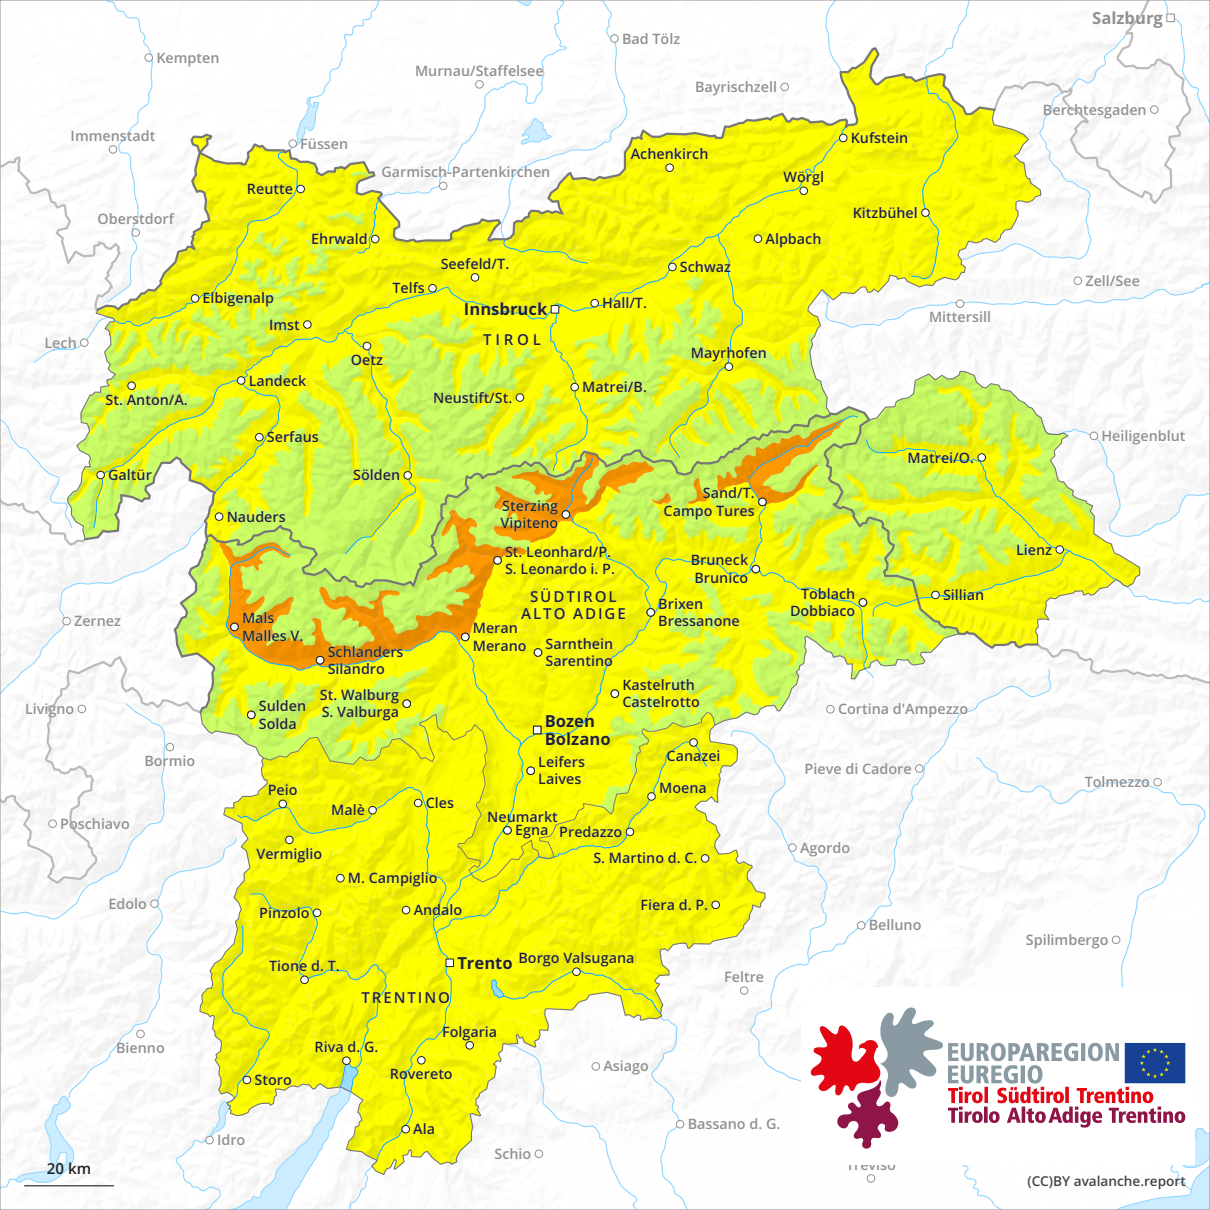 Salzburg
Bad Tölz
Kempten
Murnau/Staffelsee
Bayrischzell
Berchtesgaden
Immenstadt
Füssen
Kufstein
Achenkirch
Garmisch-Partenkirchen
Wörgl
Reutte
Oberstdorf
Kitzbühel
Ehrwald
Alpbach
Seefeld/T.
Schwaz
Zell/See
Telfs
Elbigenalp
Hall/T.
Innsbruck
Mittersill
Imst
TIROL
Lech
Oetz
Mayrhofen
Landeck
Matrei/B.
St. Anton/A.
Neustift/St.
Serfaus
Heiligenblut
Matrei/O.
Galtür
Sölden
Sand/T.
Campo Tures
Sterzing
Vipiteno
Nauders
Lienz
St. Leonhard/P.
S. Leonardo i. P.
Bruneck
Brunico
SÜDTIROL
ALTO ADIGE
Toblach
Dobbiaco
Sillian
Brixen
Bressanone
Zernez
Mals
Malles V.
Meran
Merano
Sarnthein
Sarentino
Schlanders
Silandro
Kastelruth
Castelrotto
St. Walburg
S. Valburga
Sulden
Solda
Livigno
Cortina d'Ampezzo
Bozen
Bolzano
Bormio
Canazei
Leifers
Laives
Pieve di Cadore
Tolmezzo
Peio
Moena
Malè
Cles
Neumarkt
Egna
Predazzo
Poschiavo
Vermiglio
S. Martino d. C.
Agordo
M. Campiglio
Edolo
Pinzolo
Andalo
Fiera d. P.
Belluno
Spilimbergo
Trento
Borgo Valsugana
Tione d. T.
Feltre
TRENTINO
Folgaria
Bienno
Riva d. G.
Rovereto
Asiago
Storo
EUROPAREGION
EUREGIO
Tirol Südtirol Trentino
Tirolo Alto Adige Trentino
Ala
Bassano d. G.
Idro
Schio
Treviso
20 km
(CC)BY avalanche.report